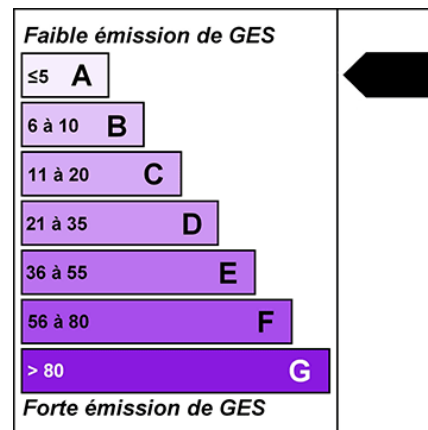 Faible émission de GES
≤5 A
6 à 10 B
11 à 20 C
21 à 35 D
36 à 55 E
56 à 80 F
> 80 G
Forte émission de GES